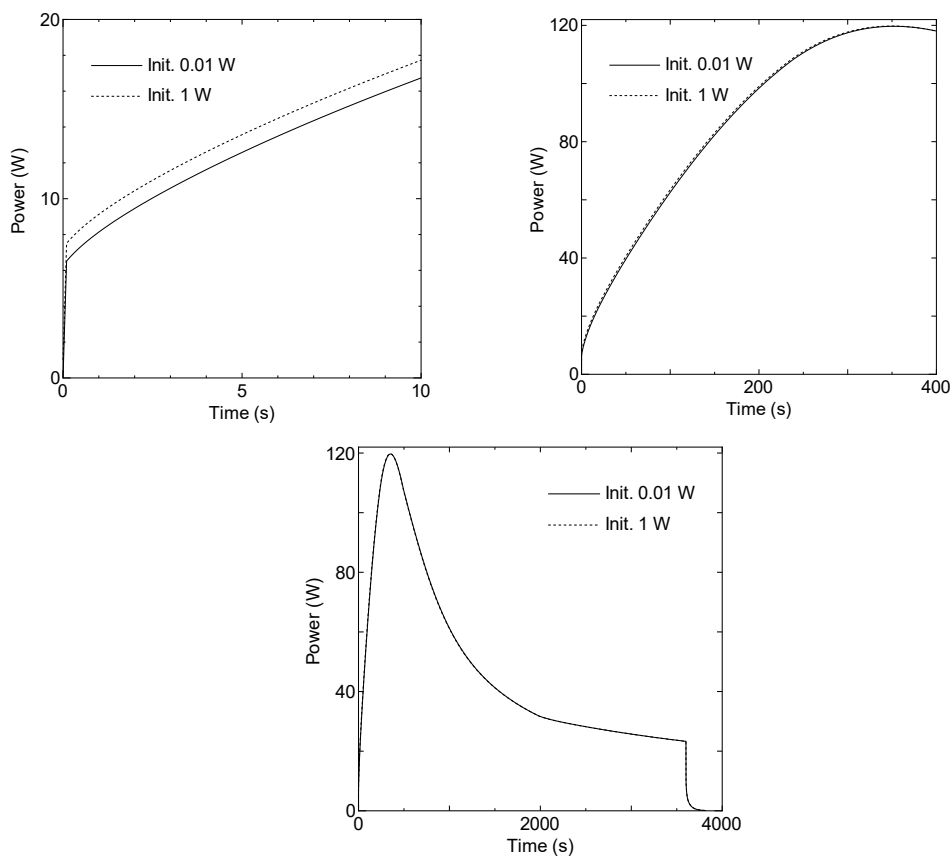 20
Init. 0.01 W
Init. 1 W
10
Power (W)
0
0
5
10
Time (s)
120
Init. 0.01 W
Init. 1 W
80
Power (W)
40
0
0
200
400
Time (s)
120
Init. 0.01 W
Init. 1 W
80
Power (W)
40
0
0
2000
4000
Time (s)